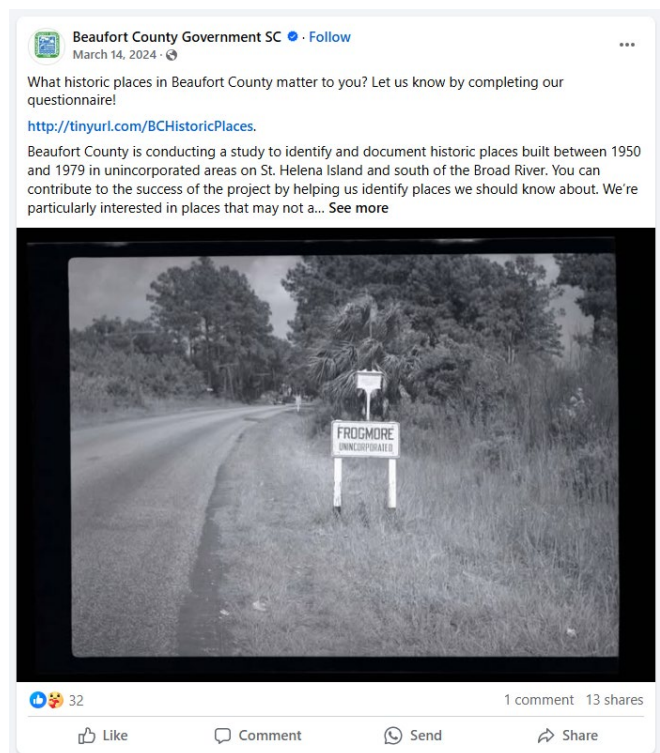 Beaufort County Government SC · Follow
March 14, 2024 ·
What historic places in Beaufort County matter to you? Let us know by completing our
questionnaire!
http://tinyurl.com/BCHistoricPlaces.
Beaufort County is conducting a study to identify and document historic places built between 1950
and 1979 in unincorporated areas on St. Helena Island and south of the Broad River. You can
contribute to the success of the project by helping us identify places we should know about. We're
particularly interested in places that may not a... See more
FROGMORE
UNINCORPORATED
32
1 comment 13 shares
Like Comment Send Share